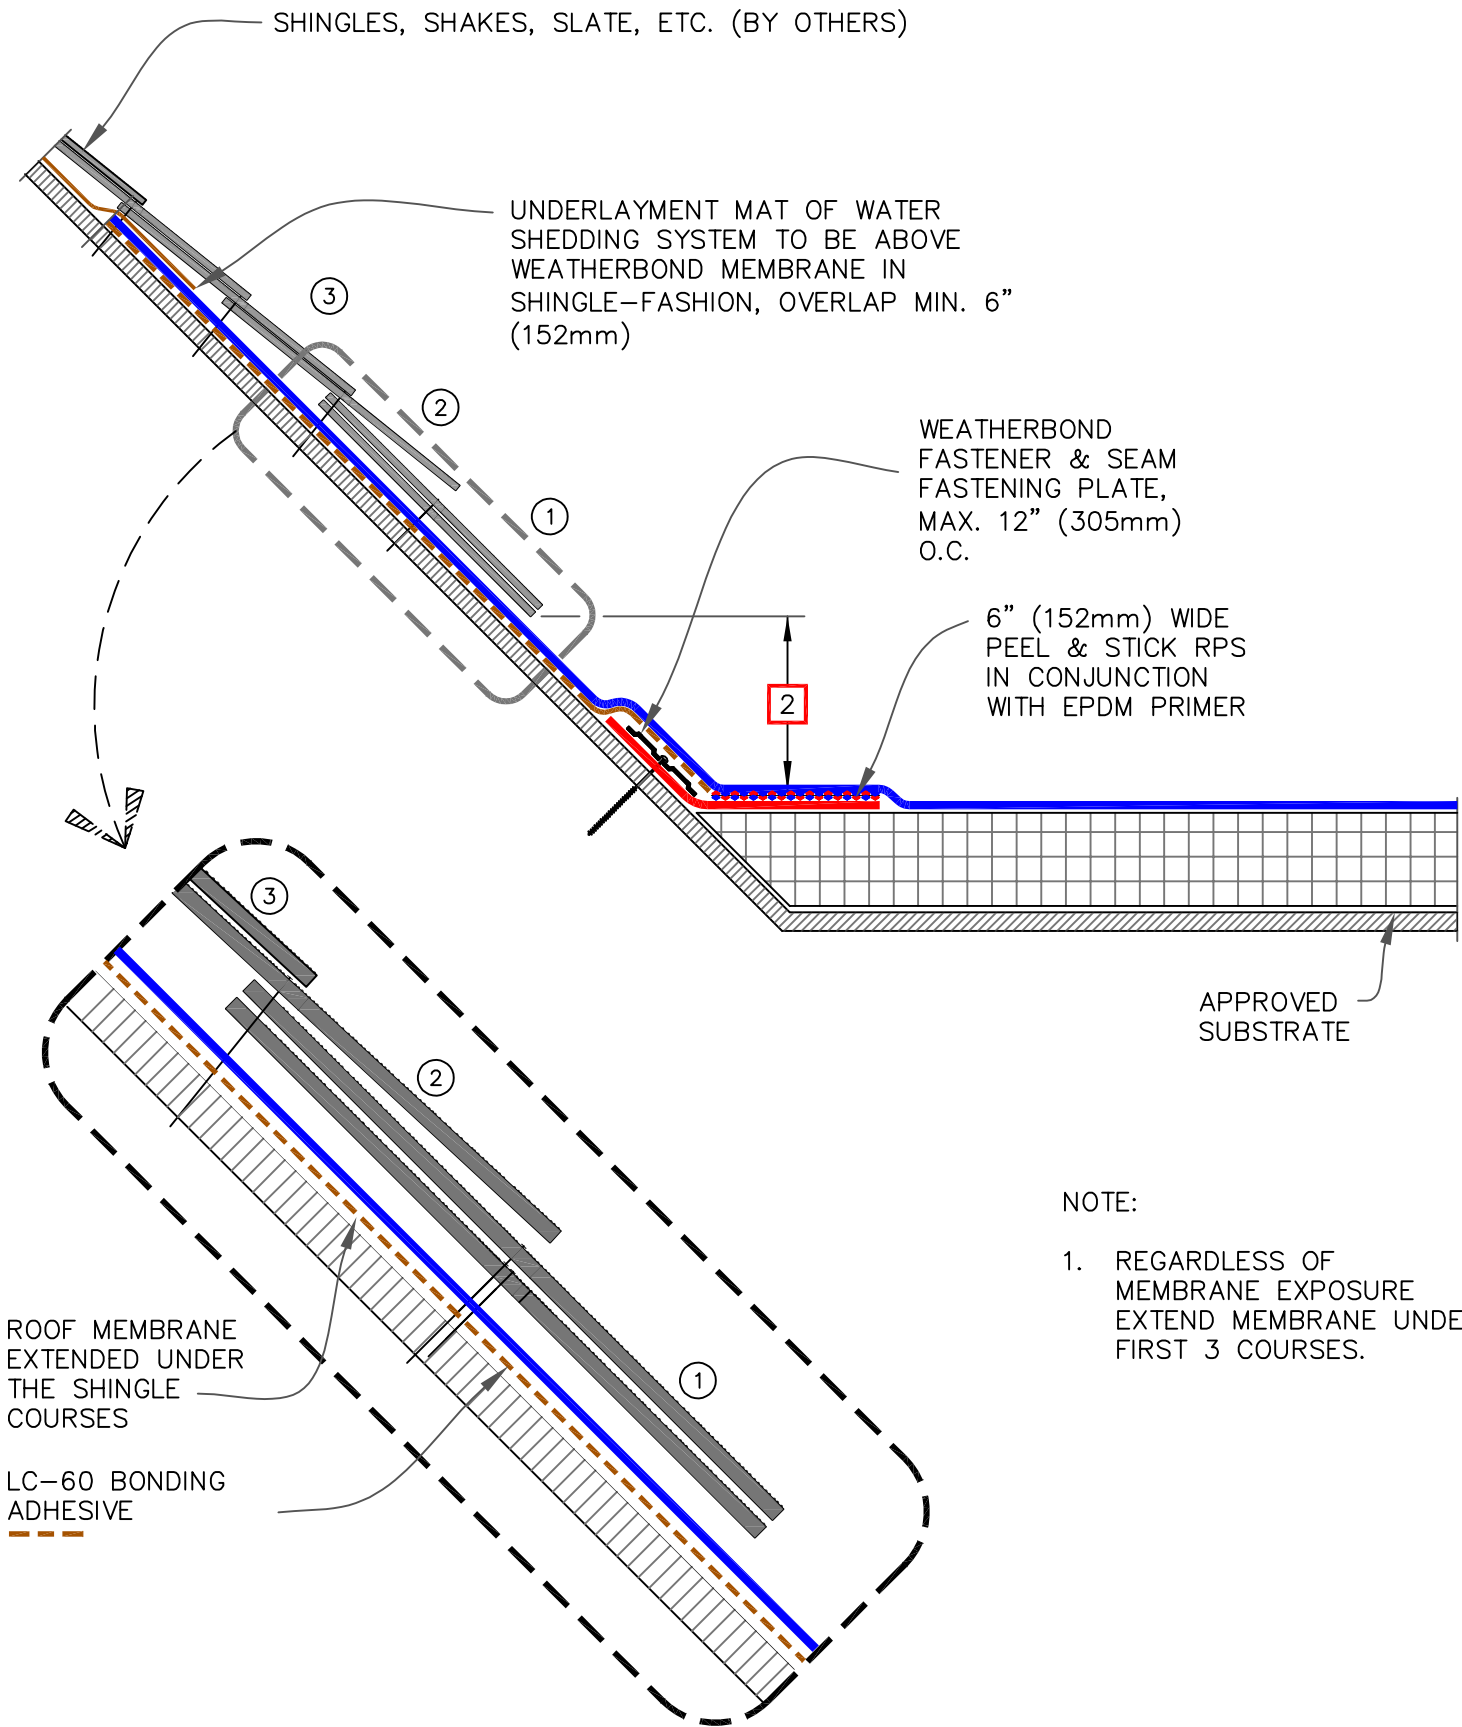 SHINGLES, SHAKES, SLATE, ETC. (BY OTHERS)
UNDERLAYMENT MAT OF WATER
SHEDDING SYSTEM TO BE ABOVE
WEATHERBOND MEMBRANE IN
SHINGLE–FASHION, OVERLAP MIN. 6”
(152mm)
3
2
1
WEATHERBOND
FASTENER & SEAM
FASTENING PLATE,
MAX. 12” (305mm)
O.C.
6” (152mm) WIDE
PEEL & STICK RPS
IN CONJUNCTION
WITH EPDM PRIMER
2
APPROVED
SUBSTRATE
3
2
1
ROOF MEMBRANE
EXTENDED UNDER
THE SHINGLE
COURSES
LC–60 BONDING
ADHESIVE
NOTE:
1. REGARDLESS OF
MEMBRANE EXPOSURE
EXTEND MEMBRANE UNDE
FIRST 3 COURSES.